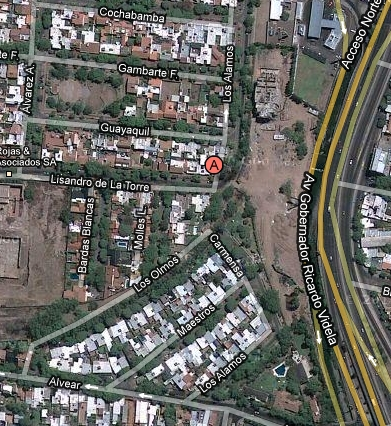 Cochabamba
Acceso Norte
Gambarte F.
Los Alamos
Alvarez A.
Guayaquil
Rojas &
Asociados SA
A
Lisandro de La Torre
Av Gobernador Ricardo Videla
Bardas Blancas
Molles L.
Carmensa
Los Olmos
Maestros
Los Alamos
Alvear